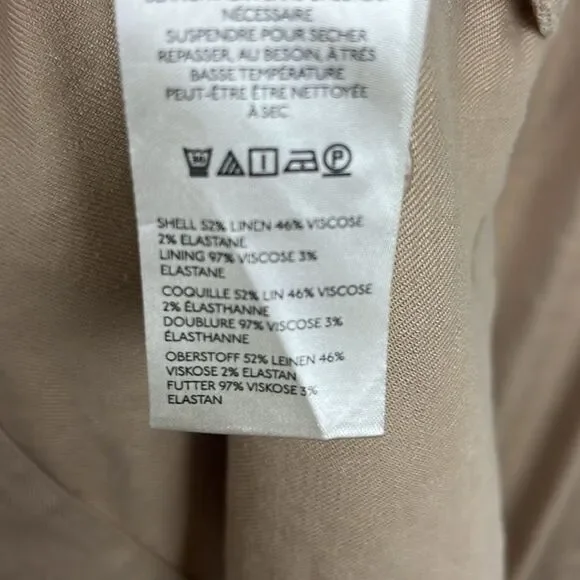 NÉCESSAIRE
SUSPENDRE POUR SÉCHER
REPASSER, AU BESOIN, À TRÉS
BASSE TEMPÉRATURE
PEUT-ÊTRE ÊTRE NETTOYÉE
À SEC
P
SHELL 52% LINEN 46% VISCOSE
2% ELASTANE
LINING 97% VISCOSE 3%
ELASTANE
COQUILLE 52% LIN 46% VISCOSE
2% ÉLASTHANNE
DOUBLURE 97% VISCOSE 3%
ÉLASTHANNE
OBERSTOFF 52% LEINEN 46%
VISKOSE 2% ELASTAN
FUTTER 97% VISKOSE 3%
ELASTAN